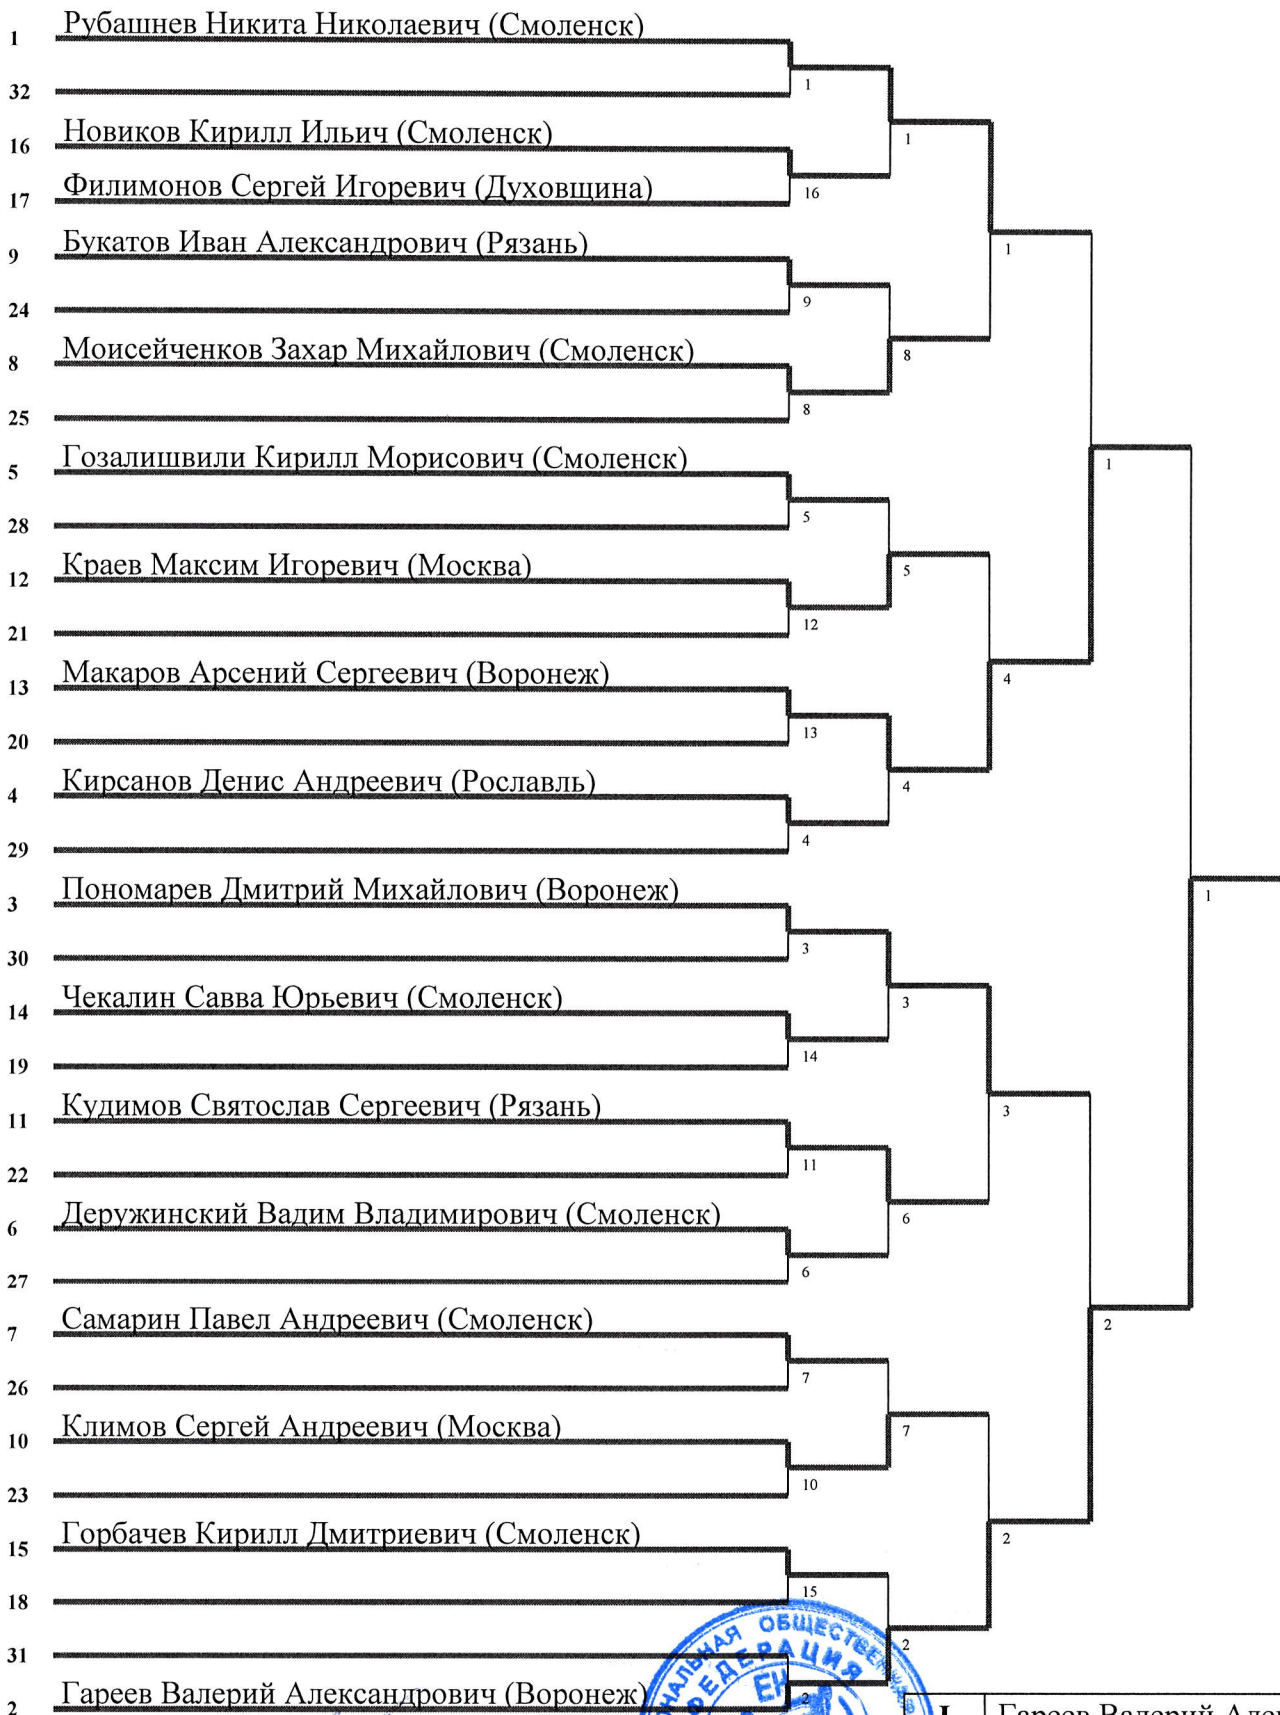 1 Рубашнев Никита Николаевич (Смоленск)
32
16 Новиков Кирилл Ильич (Смоленск)
17 Филимонов Сергей Игоревич (Духовщина)
9 Букатов Иван Александрович (Рязань)
24
8 Моисейченков Захар Михайлович (Смоленск)
25
5 Гозалишвили Кирилл Морисович (Смоленск)
28
12 Краев Максим Игоревич (Москва)
21
13 Макаров Арсений Сергеевич (Воронеж)
20
4 Кирсанов Денис Андреевич (Рославль)
29
3 Пономарев Дмитрий Михайлович (Воронеж)
30
14 Чекалин Савва Юрьевич (Смоленск)
19
11 Кудимов Святослав Сергеевич (Рязань)
22
6 Деружинский Вадим Владимирович (Смоленск)
27
7 Самарин Павел Андреевич (Смоленск)
26
10 Климов Сергей Андреевич (Москва)
23
15 Горбачев Кирилл Дмитриевич (Смоленск)
18
31
2 Гареев Валерий Александрович (Воронеж)
1
16
9
8
5
12
13
4
3
14
11
6
7
10
15
2
1
8
5
4
3
6
7
2
1
4
3
2
1
2
1
ФЕДЕРАЦИЯ
I Гареев Валерий